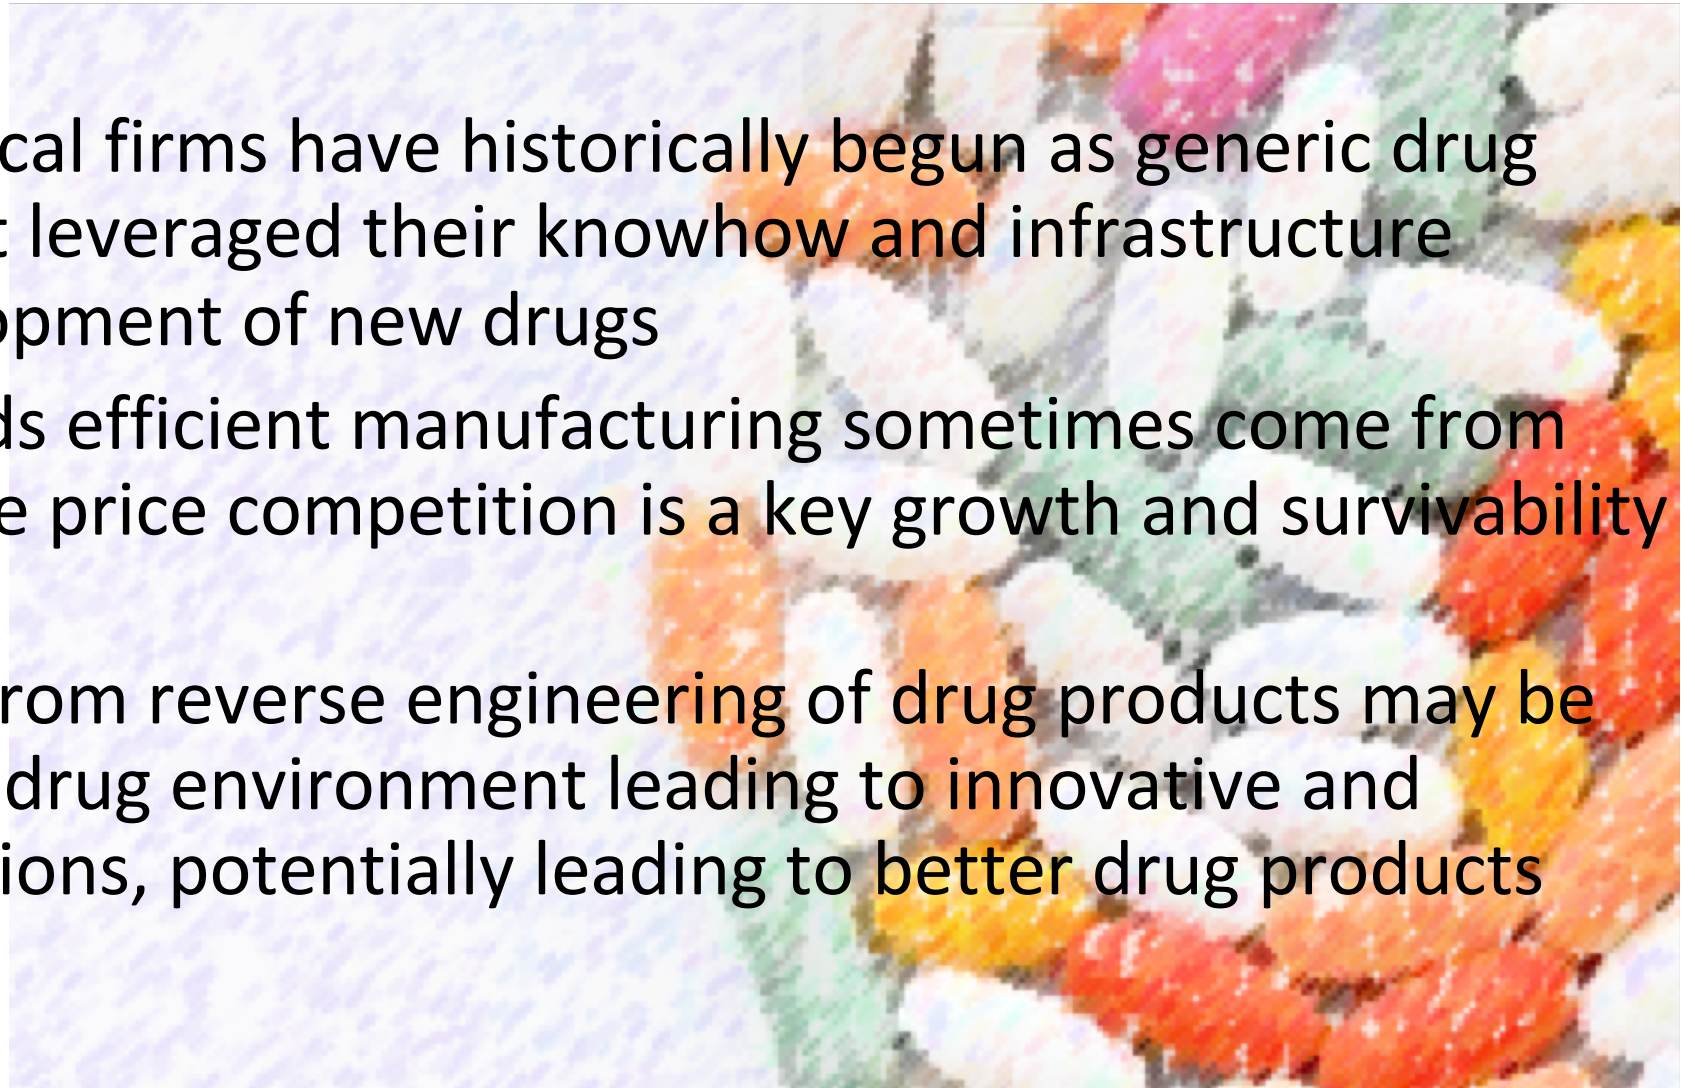 cal firms have historically begun as generic drug
t leveraged their knowhow and infrastructure
opment of new drugs
ds efficient manufacturing sometimes come from
e price competition is a key growth and survivability
rom reverse engineering of drug products may be
drug environment leading to innovative and
ions, potentially leading to better drug products